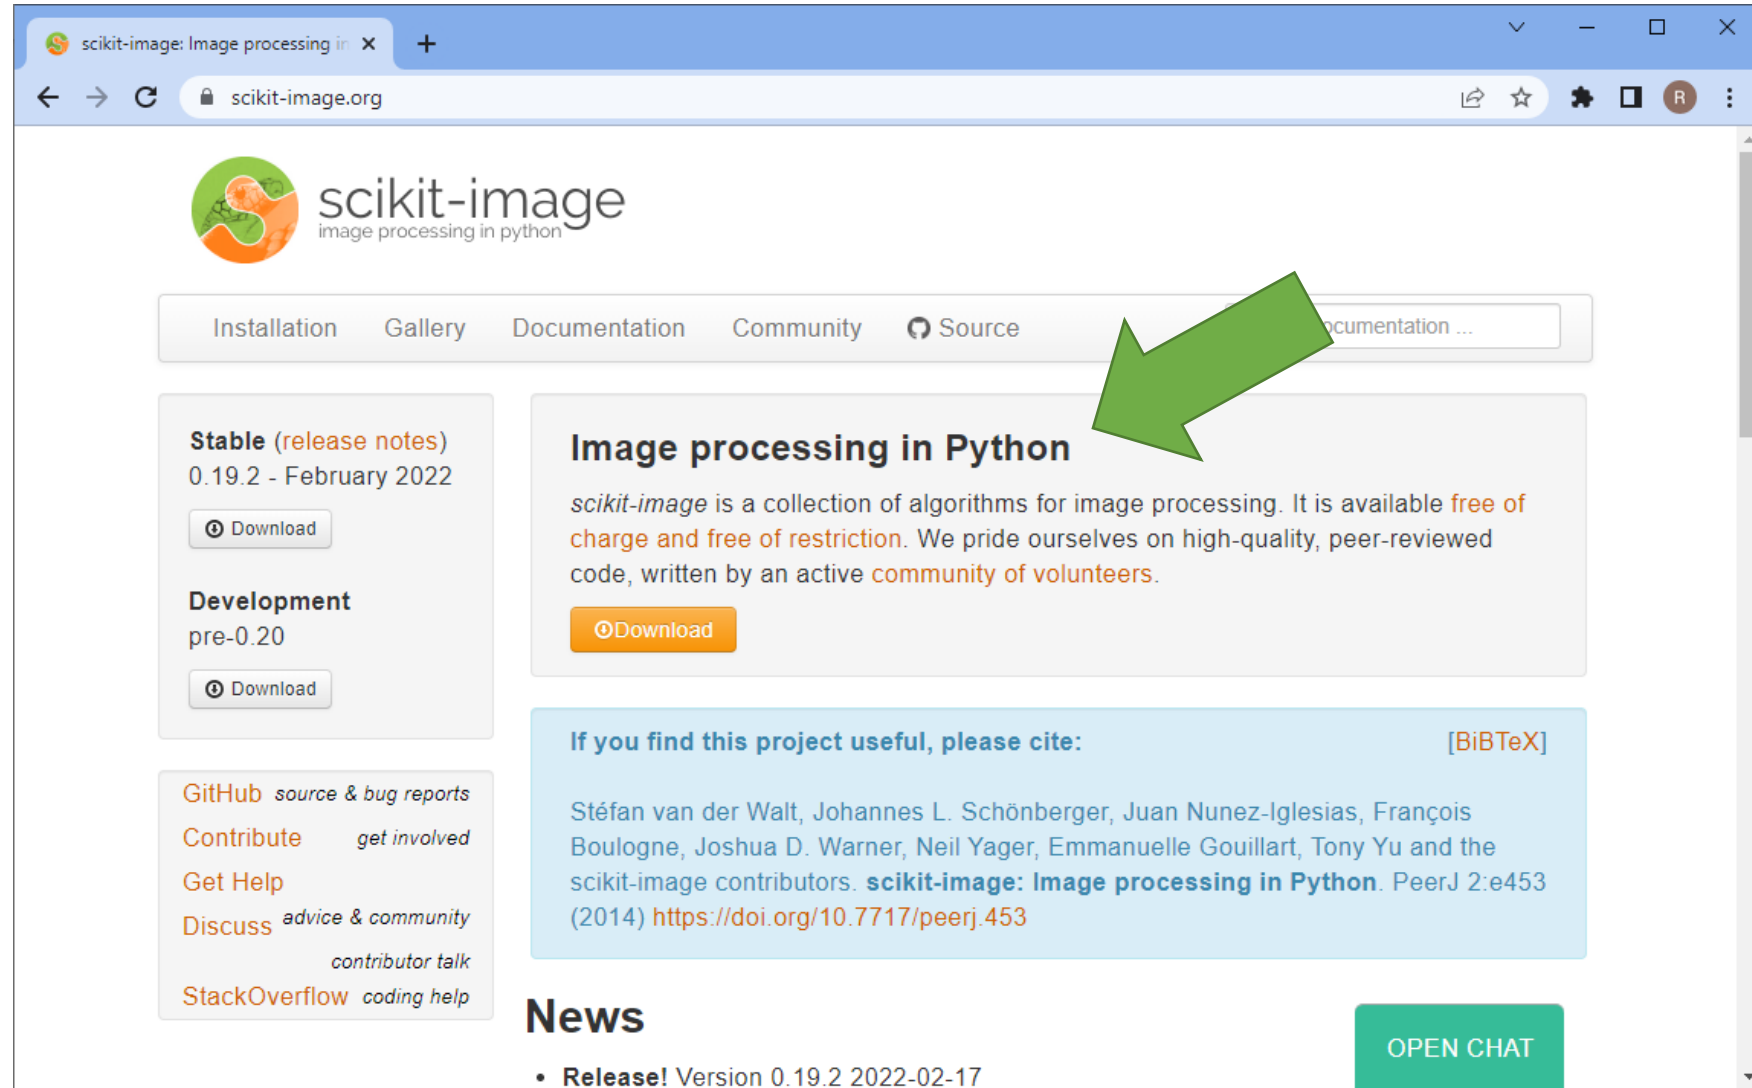 scikit-image: Image processing in
scikit-image.org
R
scikit-image
image processing in python
Installation Gallery Documentation Community Source
Stable (release notes)
0.19.2 - February 2022
Download
Development
pre-0.20
Download
GitHub source & bug reports
Contribute get involved
Get Help
Discuss advice & community
contributor talk
StackOverflow coding help
Image processing in Python
scikit-image is a collection of algorithms for image processing. It is available free of
charge and free of restriction. We pride ourselves on high-quality, peer-reviewed
code, written by an active community of volunteers.
Download
If you find this project useful, please cite: [BiBTeX]
Stéfan van der Walt, Johannes L. Schönberger, Juan Nunez-Iglesias, François
Boulogne, Joshua D. Warner, Neil Yager, Emmanuelle Gouillart, Tony Yu and the
scikit-image contributors. scikit-image: Image processing in Python. PeerJ 2:e453
(2014) https://doi.org/10.7717/peerj.453
News
• Release! Version 0.19.2 2022-02-17
OPEN CHAT